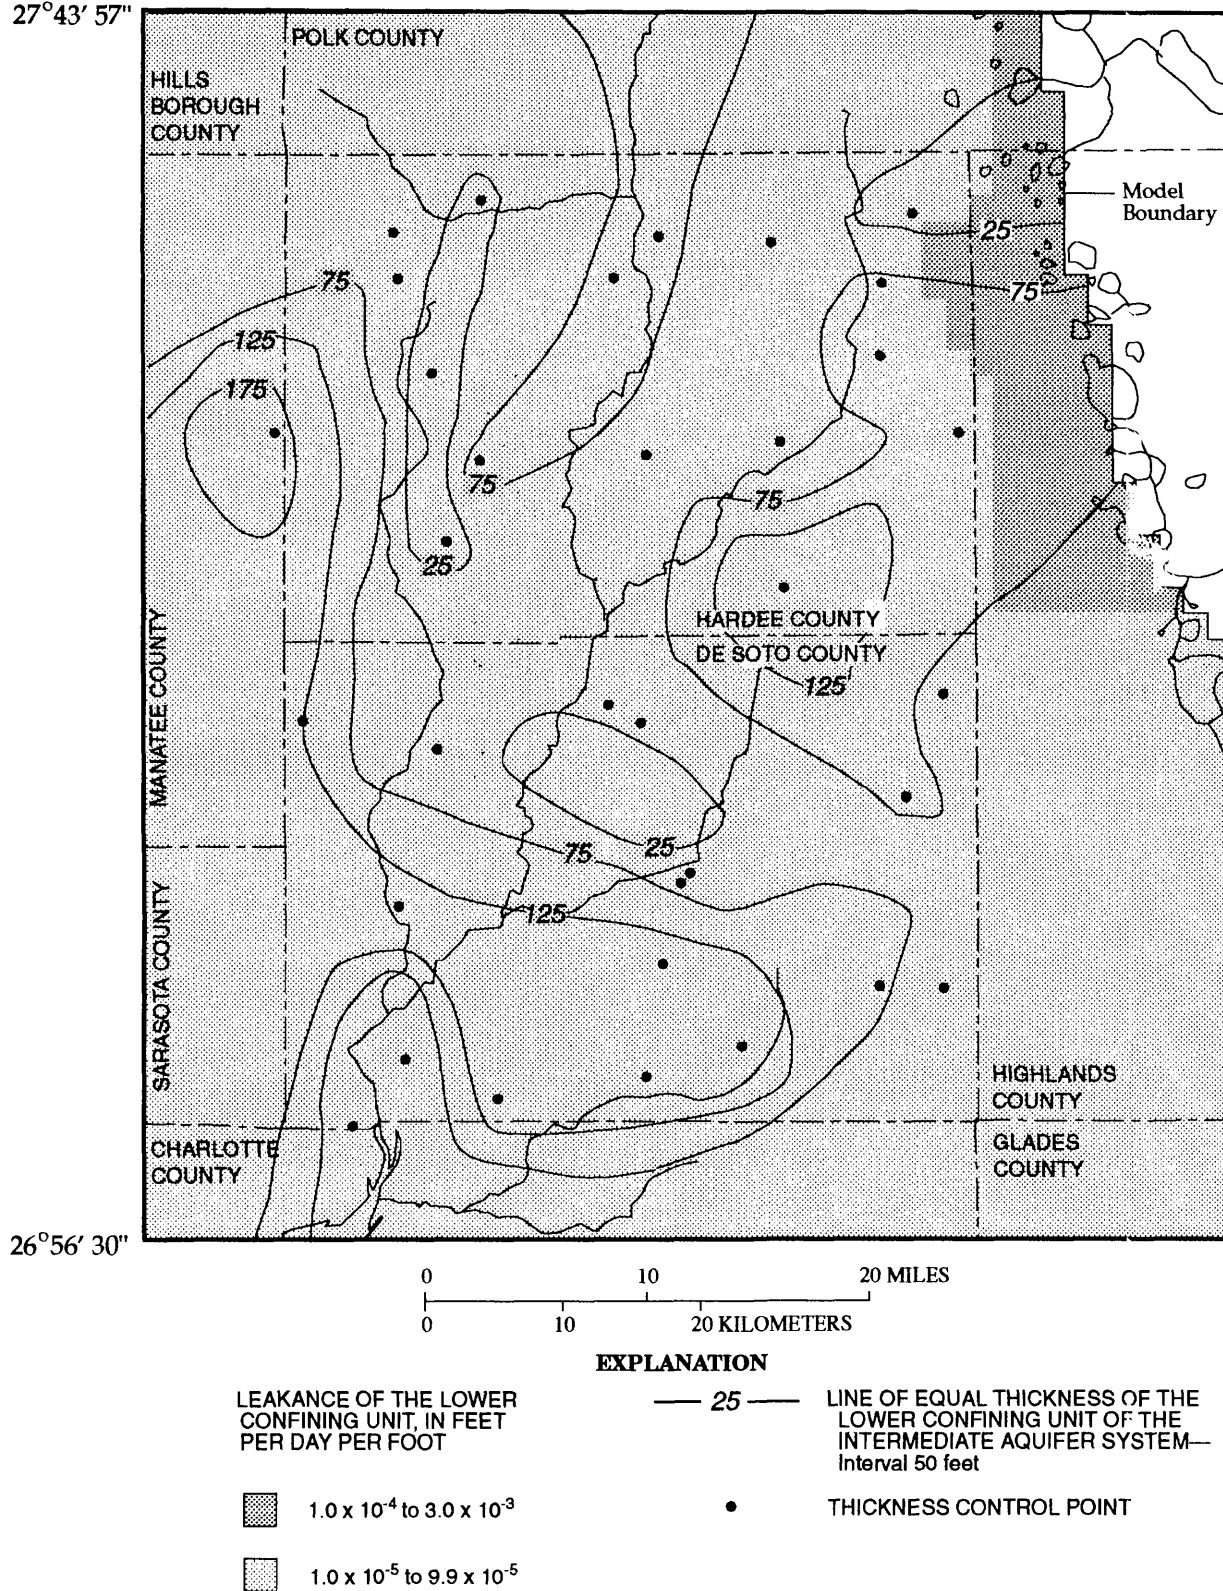 27°43' 57"
POLK COUNTY
HILLS
BOROUGH
COUNTY
Model
Boundary
25
75
75
125
175
75
75
25
HARDEE COUNTY
DE SOTO COUNTY
125
MANATEE COUNTY
75
25
125
SARASOTA COUNTY
HIGHLANDS
COUNTY
CHARLOTTE
COUNTY
GLADES
COUNTY
26°56' 30"
0 10 20 MILES
0 10 20 KILOMETERS
EXPLANATION
LEAKANCE OF THE LOWER
CONFINING UNIT, IN FEET
PER DAY PER FOOT
1.0 x 10⁻⁴ to 3.0 x 10⁻³
1.0 x 10⁻⁵ to 9.9 x 10⁻⁵
— 25 — LINE OF EQUAL THICKNESS OF THE
LOWER CONFINING UNIT OF THE
INTERMEDIATE AQUIFER SYSTEM—
Interval 50 feet
THICKNESS CONTROL POINT